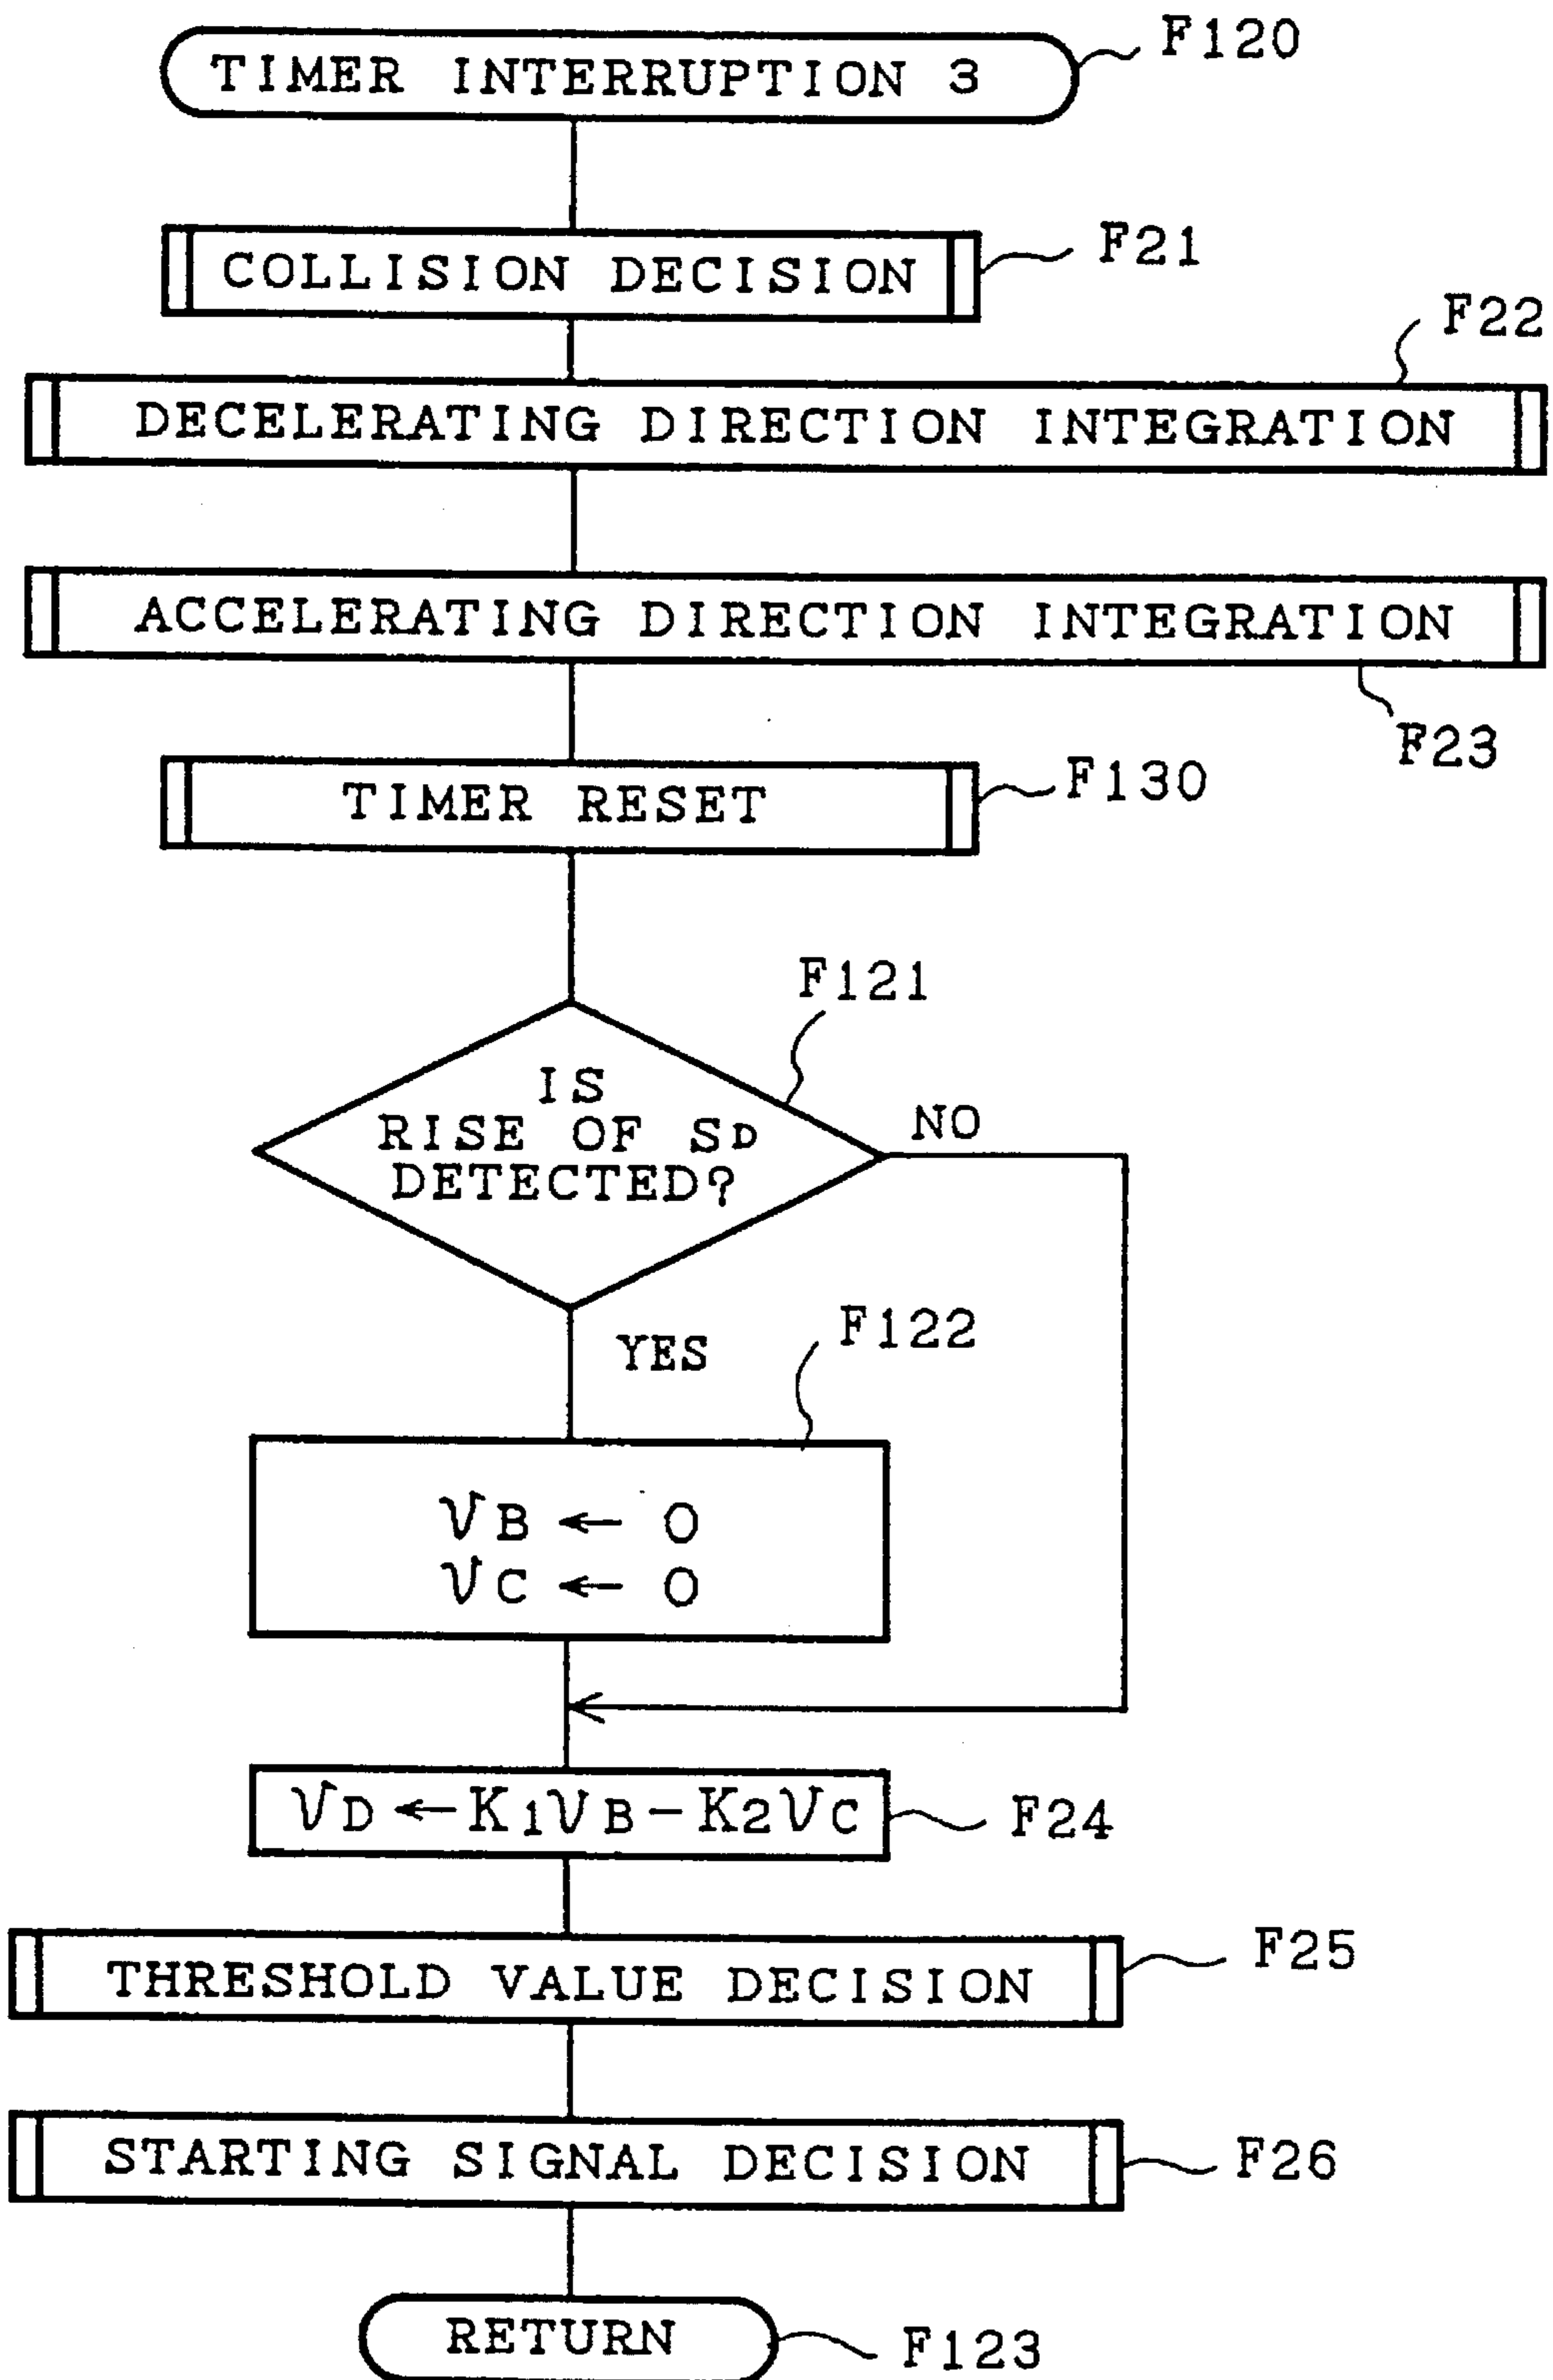 TIMER INTERRUPTION 3
F120
COLLISION DECISION
F21
F22
DECELERATING DIRECTION INTEGRATION
ACCELERATING DIRECTION INTEGRATION
F23
TIMER RESET
F130
F121
IS
RISE OF SD
DETECTED?
NO
YES
F122
VB ← 0
VC ← 0
VD ← K1VB − K2VC
F24
THRESHOLD VALUE DECISION
F25
STARTING SIGNAL DECISION
F26
RETURN
F123